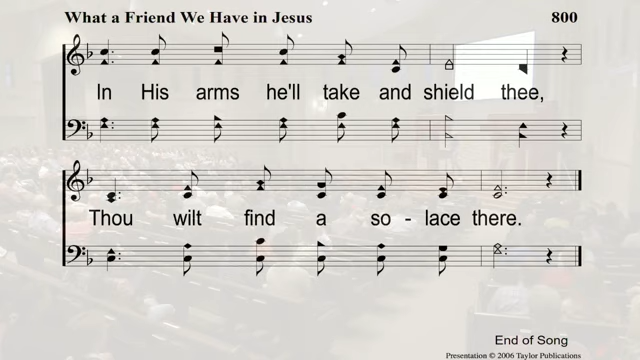 What a Friend We Have in Jesus 800
In His arms he'll take and shield thee,
Thou wilt find a so - lace there.
End of Song
Presentation © 2006 Taylor Publications